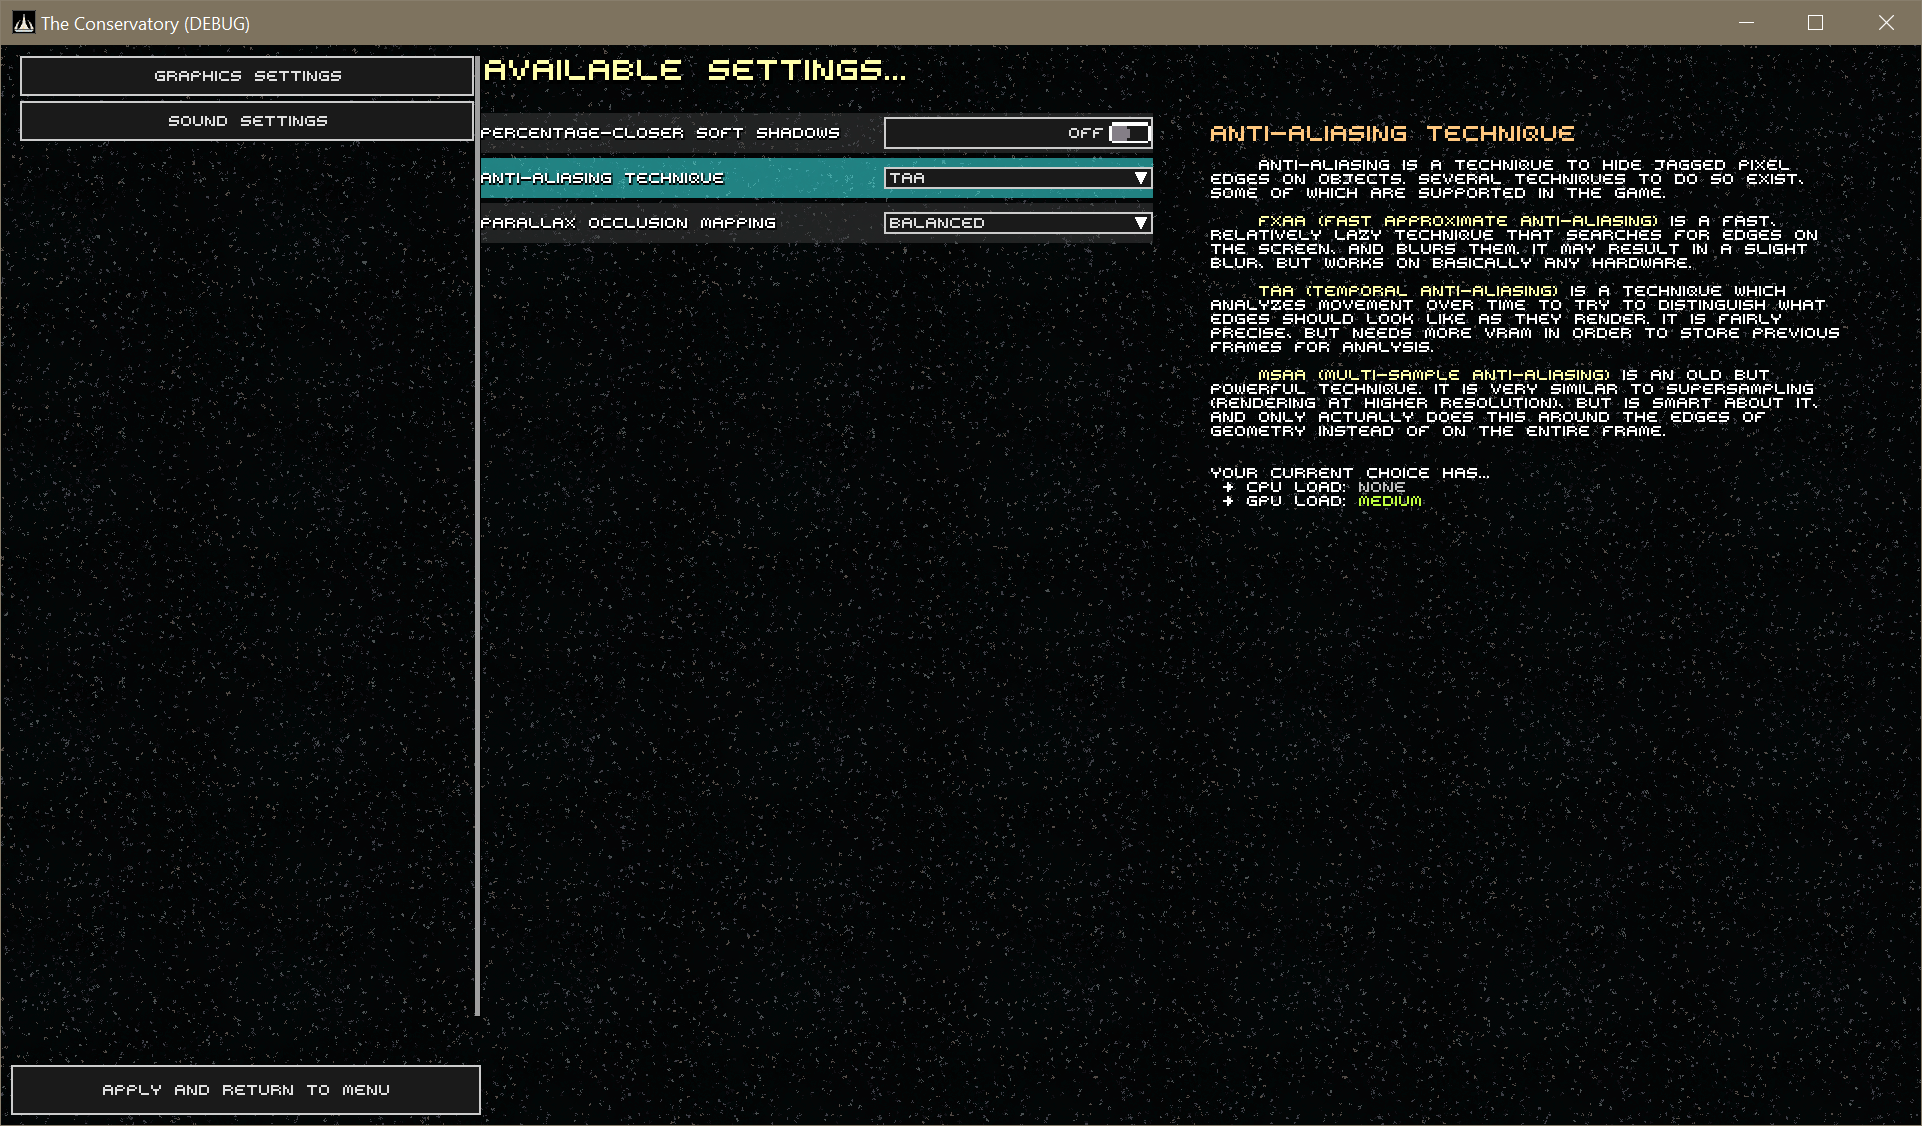 The Conservatory (DEBUG)
GRAPHICS SETTINGS
SOUND SETTINGS
AVAILABLE SETTINGS...
PERCENTAGE-CLOSER SOFT SHADOWS
OFF
ANTI-ALIASING TECHNIQUE
TAA
PARALLAX OCCLUSION MAPPING
BALANCED
ANTI-ALIASING TECHNIQUE
ANTI-ALIASING IS A TECHNIQUE TO HIDE JAGGED PIXEL
EDGES ON OBJECTS. SEVERAL TECHNIQUES TO DO SO EXIST,
SOME OF WHICH ARE SUPPORTED IN THE GAME.
FXAA (FAST APPROXIMATE ANTI-ALIASING) IS A FAST,
RELATIVELY LAZY TECHNIQUE THAT SEARCHES FOR EDGES ON
THE SCREEN, AND BLURS THEM. IT MAY RESULT IN A SLIGHT
BLUR, BUT WORKS ON BASICALLY ANY HARDWARE.
TAA (TEMPORAL ANTI-ALIASING) IS A TECHNIQUE WHICH
ANALYZES MOVEMENT OVER TIME TO TRY TO DISTINGUISH WHAT
EDGES SHOULD LOOK LIKE AS THEY RENDER. IT IS FAIRLY
PRECISE, BUT NEEDS MORE VRAM IN ORDER TO STORE PREVIOUS
FRAMES FOR ANALYSIS.
MSAA (MULTI-SAMPLE ANTI-ALIASING) IS AN OLD BUT
POWERFUL TECHNIQUE. IT IS VERY SIMILAR TO SUPERSAMPLING
(RENDERING AT HIGHER RESOLUTION), BUT IS SMART ABOUT IT,
AND ONLY ACTUALLY DOES THIS AROUND THE EDGES OF
GEOMETRY INSTEAD OF ON THE ENTIRE FRAME.
YOUR CURRENT CHOICE HAS...
→ CPU LOAD: NONE
→ GPU LOAD: MEDIUM
APPLY AND RETURN TO MENU